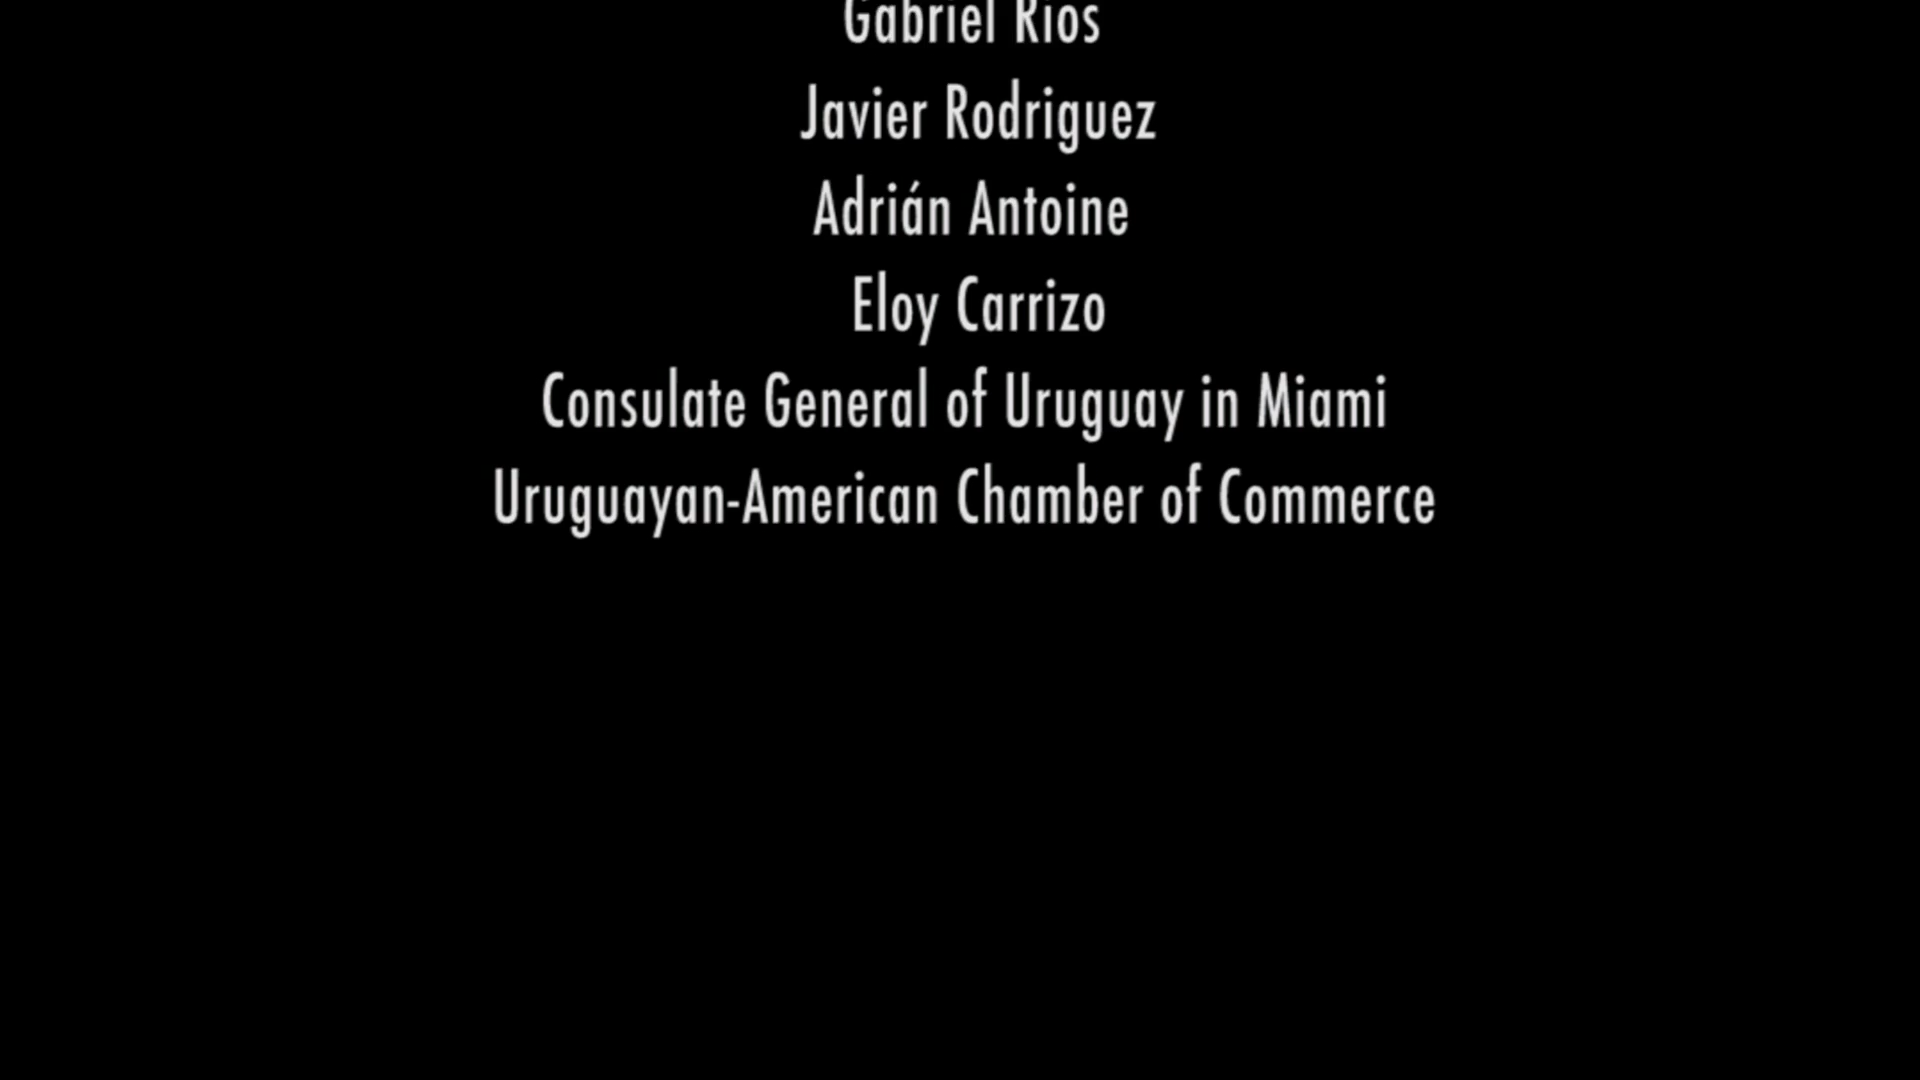 Gabriel Rios
Javier Rodriguez
Adrián Antoine
Eloy Carrizo
Consulate General of Uruguay in Miami
Uruguayan-American Chamber of Commerce